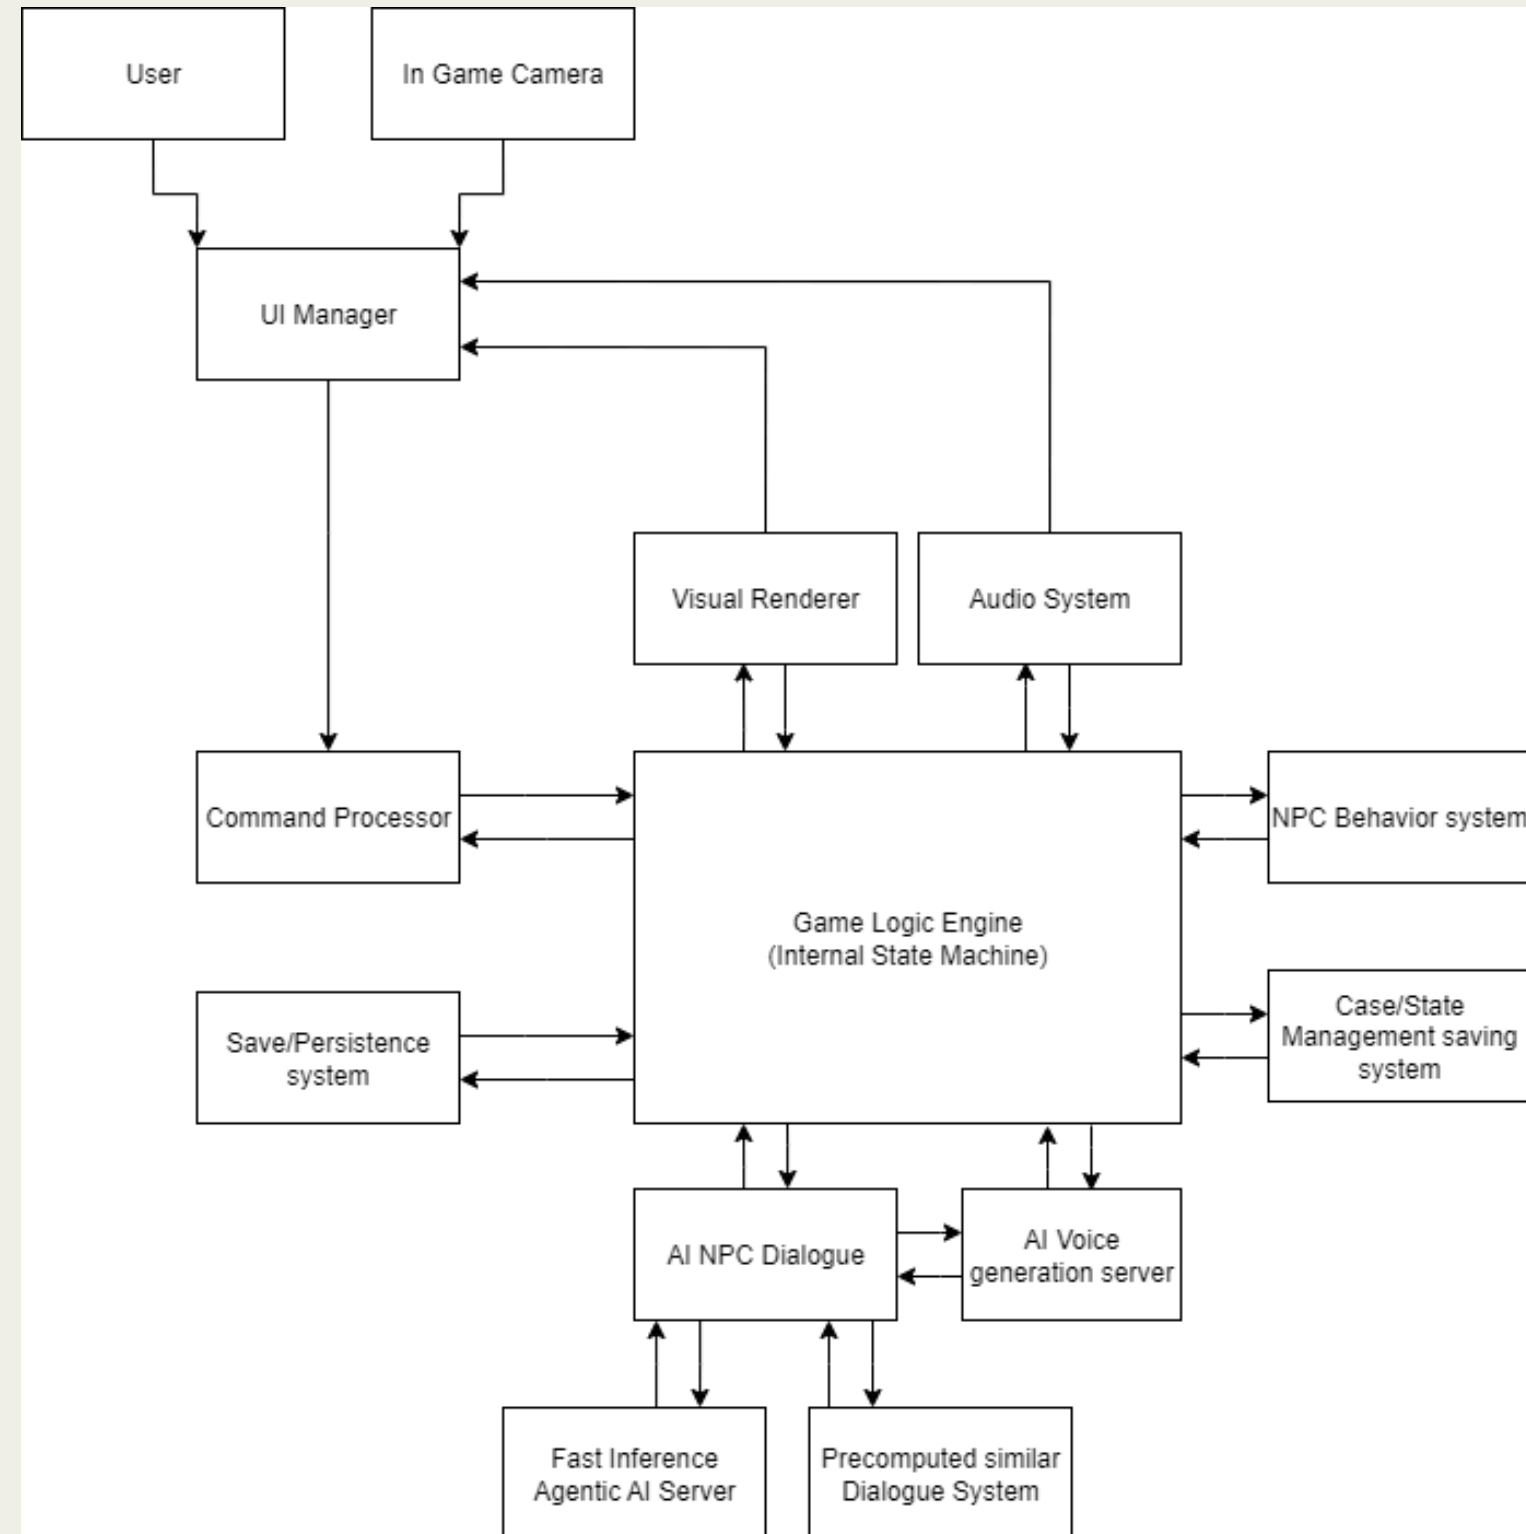 User
In Game Camera
UI Manager
Visual Renderer
Audio System
Command Processor
NPC Behavior system
Game Logic Engine
(Internal State Machine)
Save/Persistence
system
Case/State
Management saving
system
AI NPC Dialogue
AI Voice
generation server
Fast Inference
Agentic AI Server
Precomputed similar
Dialogue System